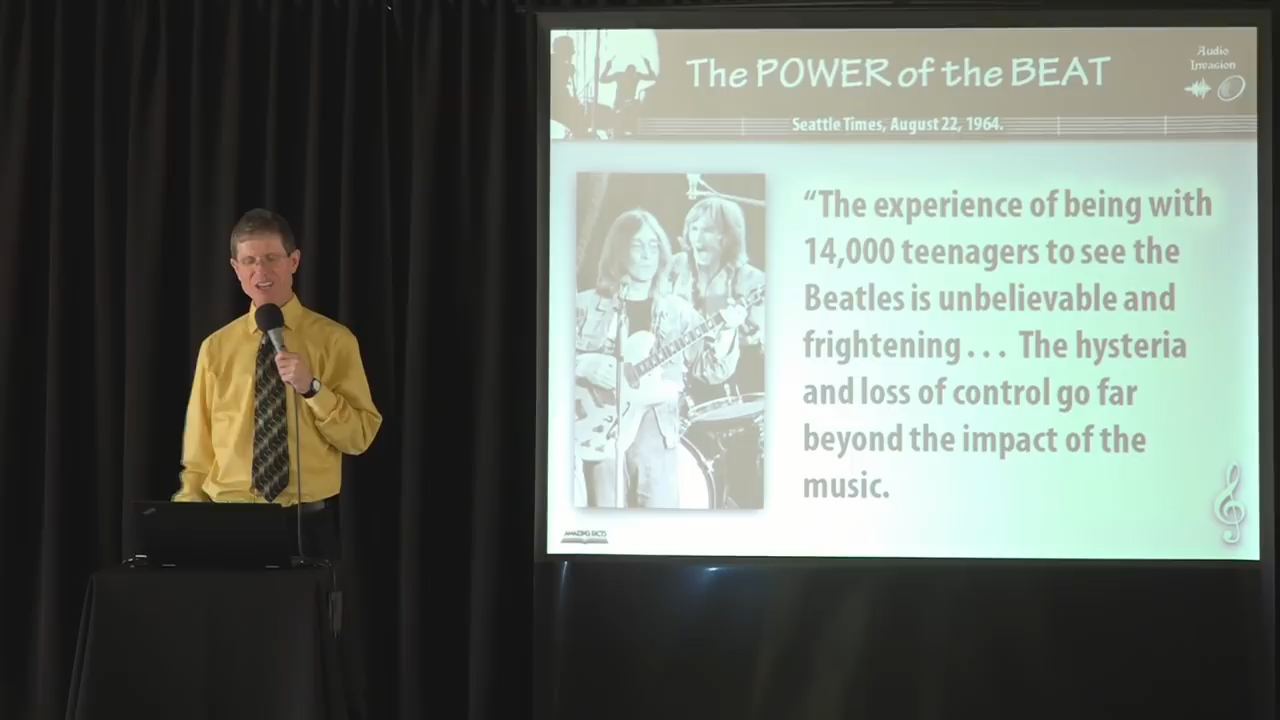 The POWER of the BEAT
Audio
Invasion
Seattle Times, August 22, 1964.
“The experience of being with
14,000 teenagers to see the
Beatles is unbelievable and
frightening . . . The hysteria
and loss of control go far
beyond the impact of the
music.
AMAZING FACTS